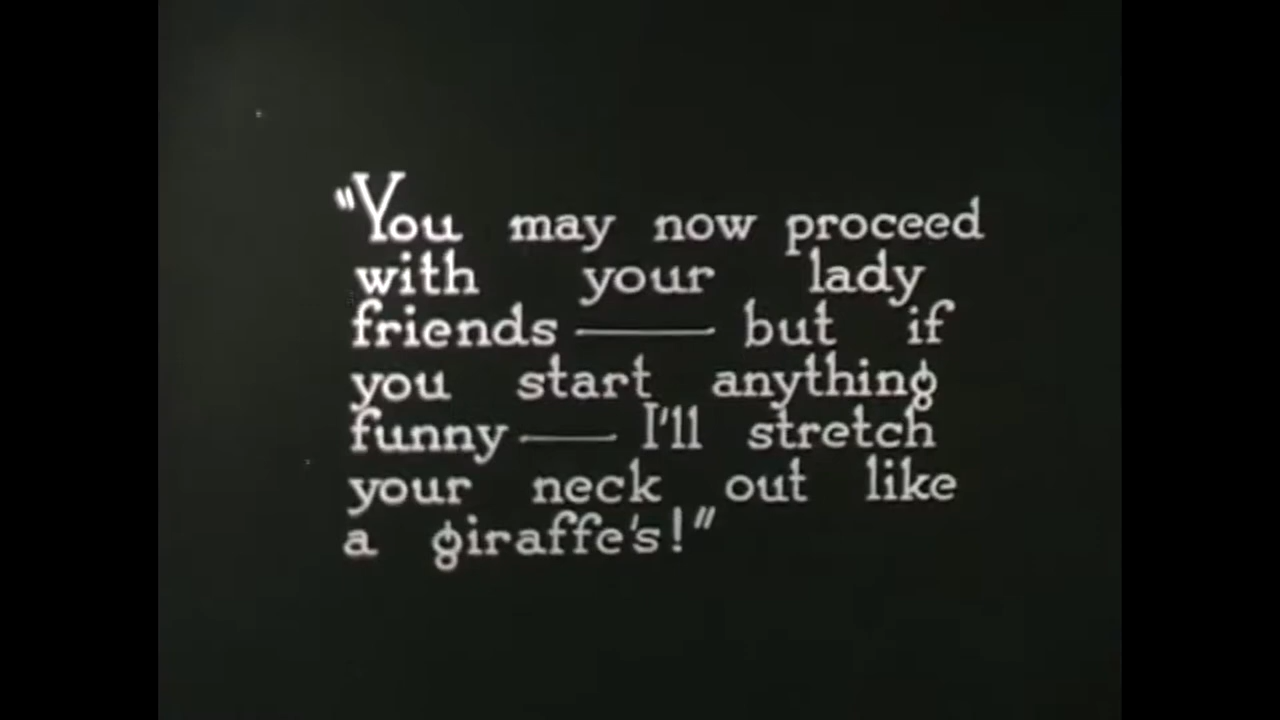 "You may now proceed
with your lady
friends — but if
you start anything
funny — I'll stretch
your neck out like
a giraffe's!"